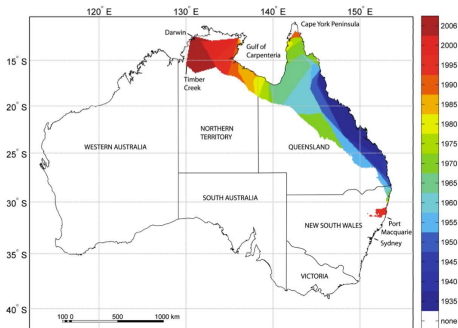 120°E
130°E
140°E
150°E
Cape York Peninsula
Darwin
Gulf of
Carpenteria
15°S
Timber
Creek
20°S
WESTERN AUSTRALIA
NORTHERN
TERRITORY
QUEENSLAND
25°S
SOUTH AUSTRALIA
30°S
NEW SOUTH WALES
Port
Macquarie
Sydney
35°S
VICTORIA
40°S
100 0 500 1000 km
2006
2000
1995
1990
1985
1980
1975
1970
1965
1960
1955
1950
1945
1940
1935
none